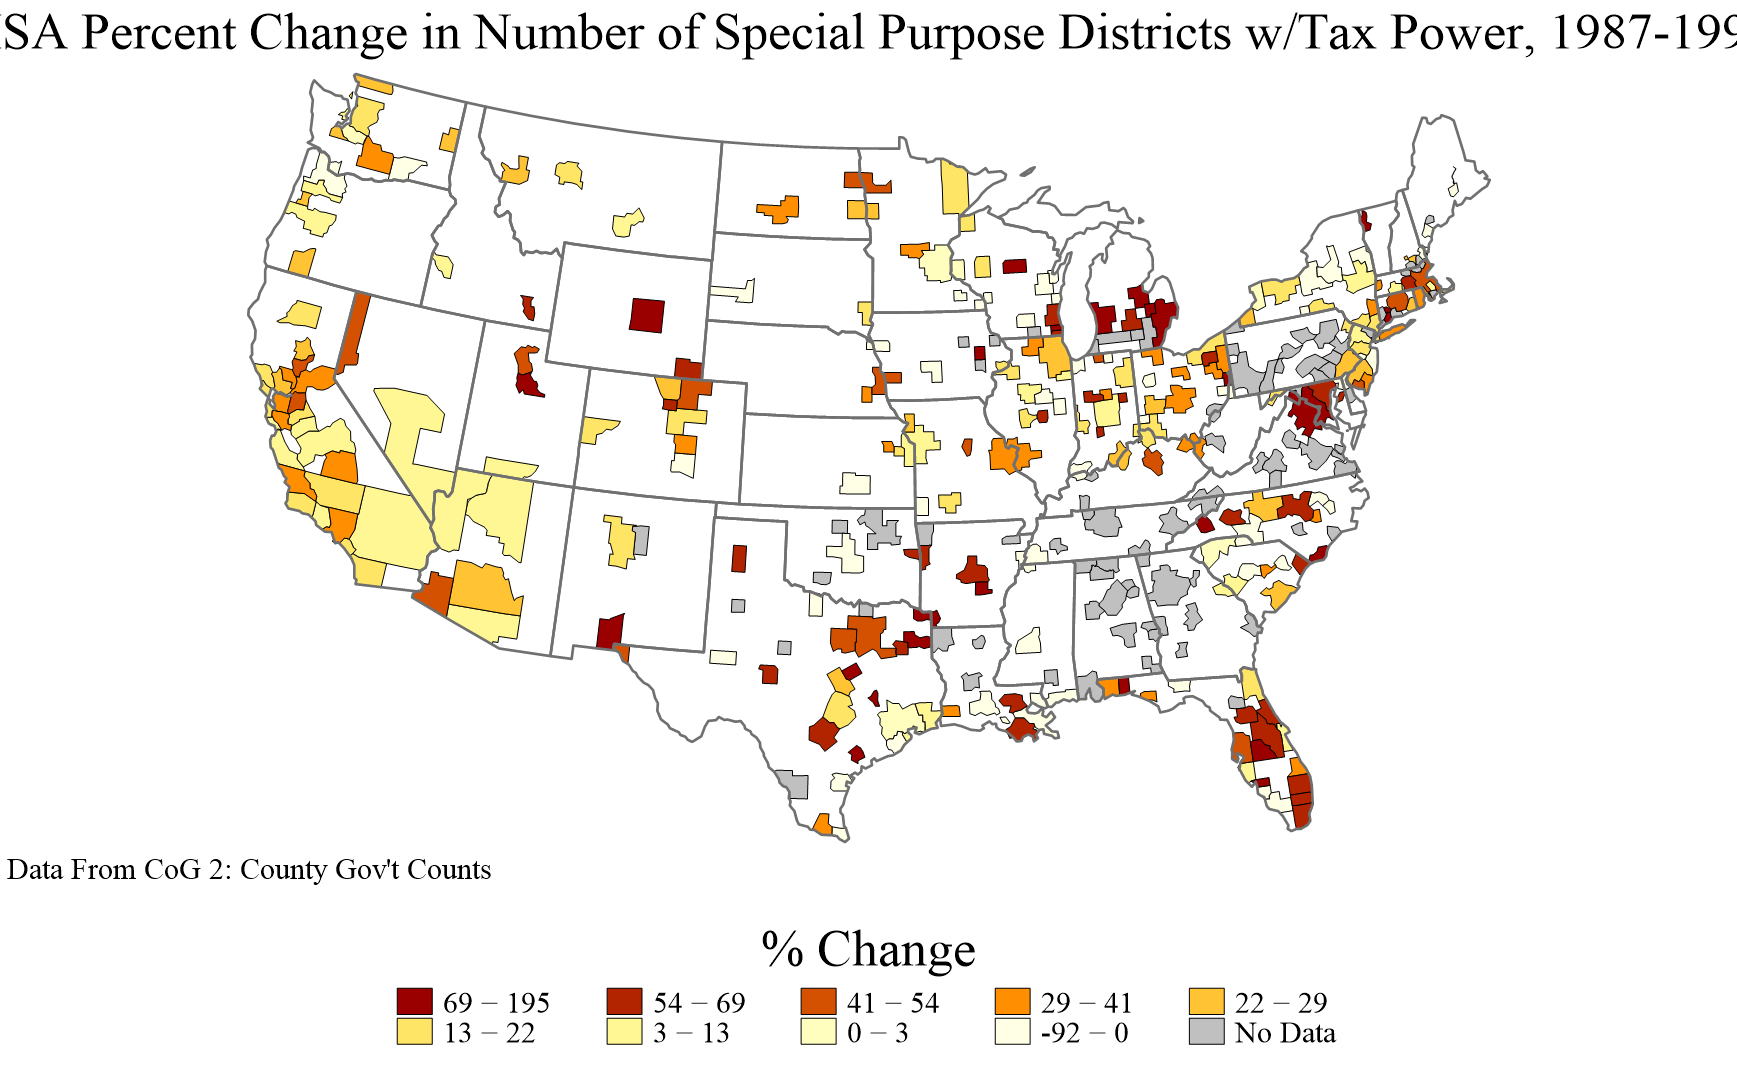 SA Percent Change in Number of Special Purpose Districts w/Tax Power, 1987-199
Data From CoG 2: County Gov't Counts
% Change
69 – 195 54 – 69 41 – 54 29 – 41 22 – 29
13 – 22 3 – 13 0 – 3 -92 – 0 No Data